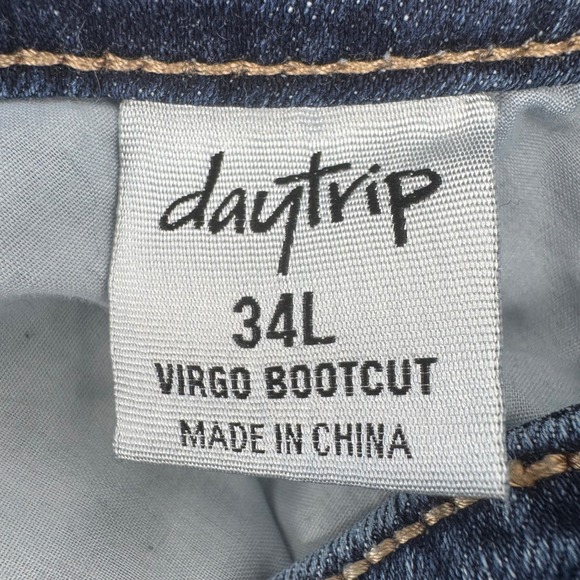 daytrip
34L
VIRGO BOOTCUT
MADE IN CHINA